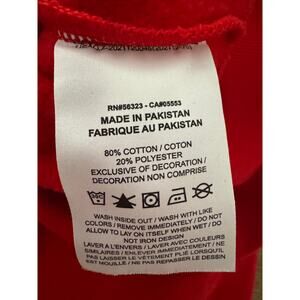 RN#56323 - CA#05553
MADE IN PAKISTAN
FABRIQUE AU PAKISTAN
80% COTTON / COTON
20% POLYESTER
EXCLUSIVE OF DECORATION /
DECORATION NON COMPRISE
WASH INSIDE OUT / WASH WITH LIKE
COLORS / REMOVE IMMEDIATELY / DO NOT
ALLOW TO LAY ON ITSELF WHEN WET / DO
NOT IRON DESIGN
LAVER A L'ENVERS / LAVER AVEC COULEURS
SIMILAIRES / ENLEVER IMMEDIATEMENT / NE
PAS LAISSER LE VÊTEMENT PLIE LORSQU'IL
EST MOUILLE / NE PAS REPASSER LE DESSIN